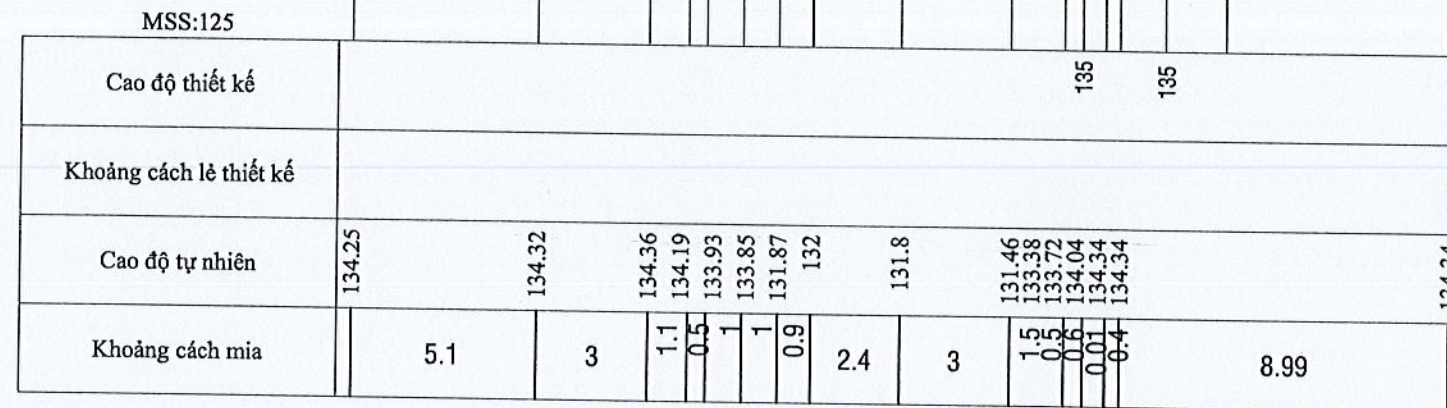 MSS:125
Cao độ thiết kế 135 135
Khoảng cách lẻ thiết kế
Cao độ tự nhiên 134.25 134.32 134.36 134.19 133.93 133.85 131.87 132 131.8 131.46 133.38 133.72 134.04 134.34 134.34
Khoảng cách mia 5.1 3 1.1 0.5 1 1 0.9 2.4 3 1.5 0.5 0.6 0.01 0.4 8.99